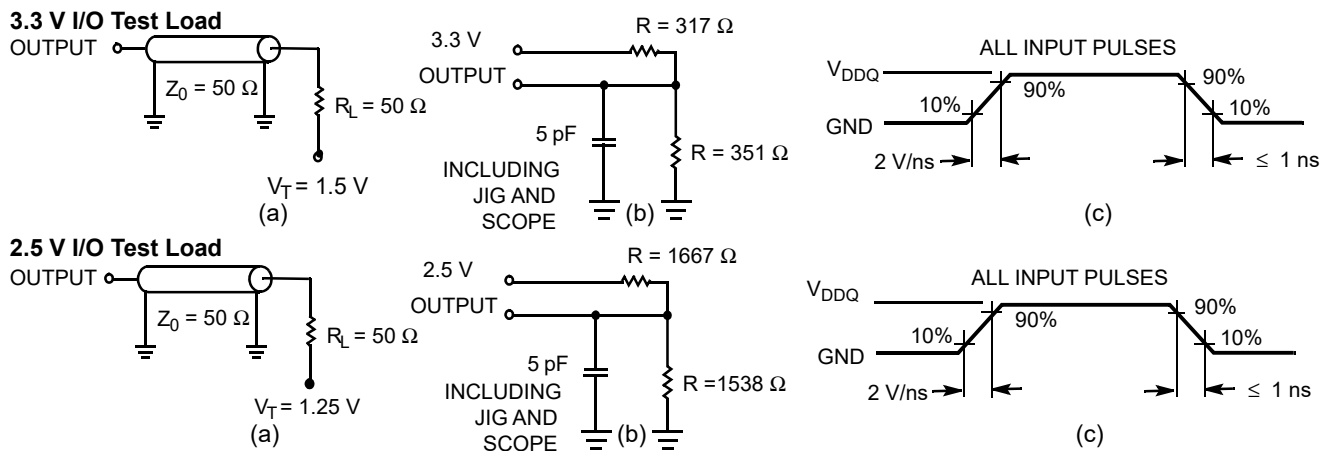 3.3 V I/O Test Load
OUTPUT
Z0 = 50 Ω
RL = 50 Ω
VT = 1.5 V
(a)
3.3 V
OUTPUT
R = 317 Ω
5 pF
INCLUDING
JIG AND
SCOPE
R = 351 Ω
(b)
ALL INPUT PULSES
VDDQ
GND
10%
90%
90%
10%
2 V/ns
≤ 1 ns
(c)
2.5 V I/O Test Load
OUTPUT
Z0 = 50 Ω
RL = 50 Ω
VT = 1.25 V
(a)
2.5 V
OUTPUT
R = 1667 Ω
5 pF
INCLUDING
JIG AND
SCOPE
R =1538 Ω
(b)
ALL INPUT PULSES
VDDQ
GND
10%
90%
90%
10%
2 V/ns
≤ 1 ns
(c)